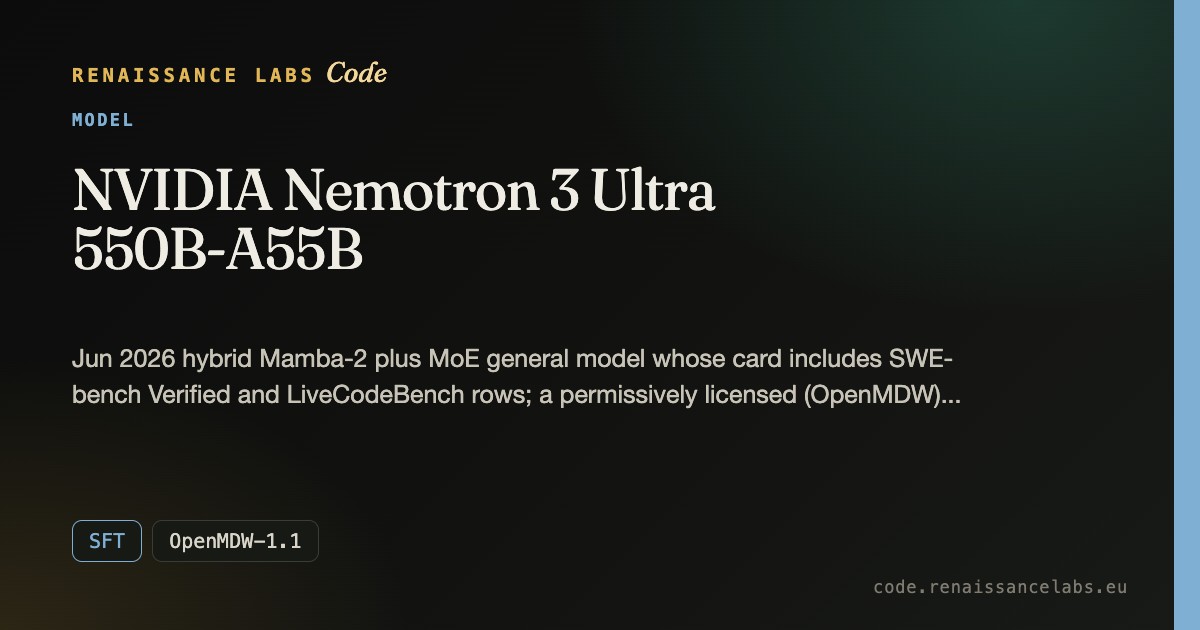 RENAISSANCE LABS Code
MODEL
NVIDIA Nemotron 3 Ultra
550B-A55B
Jun 2026 hybrid Mamba-2 plus MoE general model whose card includes SWE-
bench Verified and LiveCodeBench rows; a permissively licensed (OpenMDW)...
SFT OpenMDW-1.1
code.renaissancelabs.eu